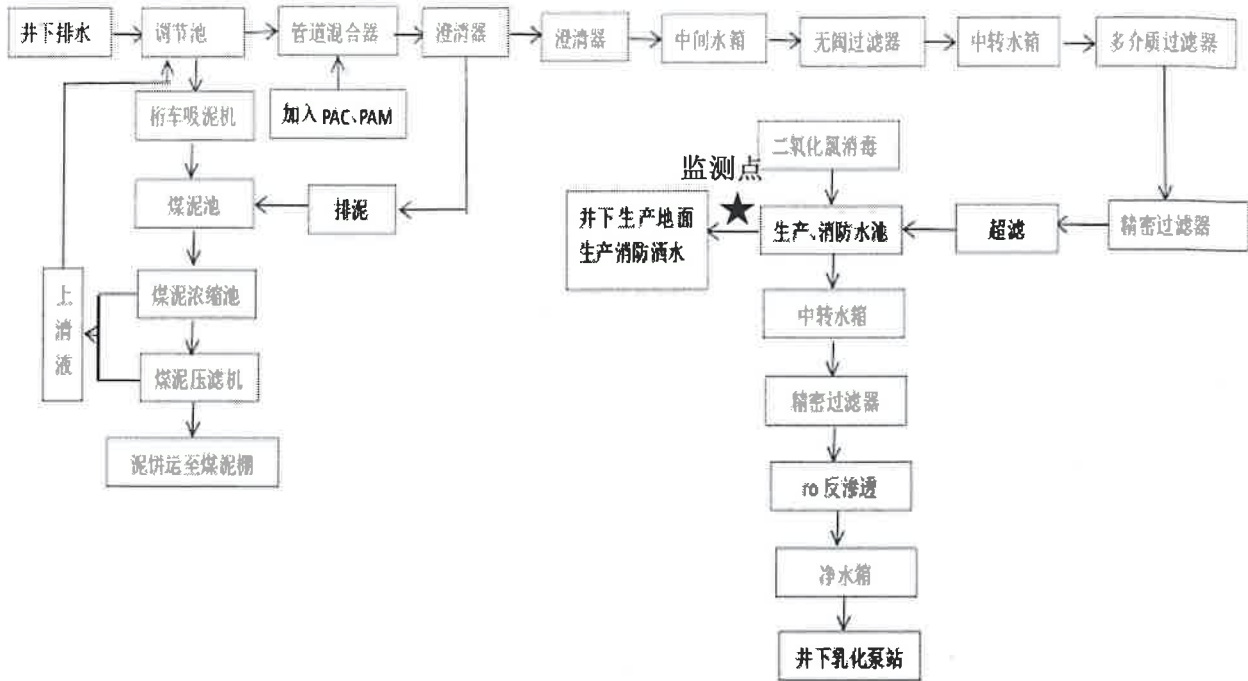 井下排水
调节池
管道混合器
澄清器
澄清器
中间水箱
无阀过滤器
中转水箱
多介质过滤器
桁车吸泥机
加入 PAC、PAM
二氧化氯消毒
监测点
煤泥池
排泥
井下生产地面
生产消防洒水
生产、消防水池
超滤
精密过滤器
上
清
液
煤泥浓缩池
中转水箱
煤泥压滤机
精密过滤器
泥饼运至煤泥棚
ro 反渗透
净水箱
井下乳化泵站